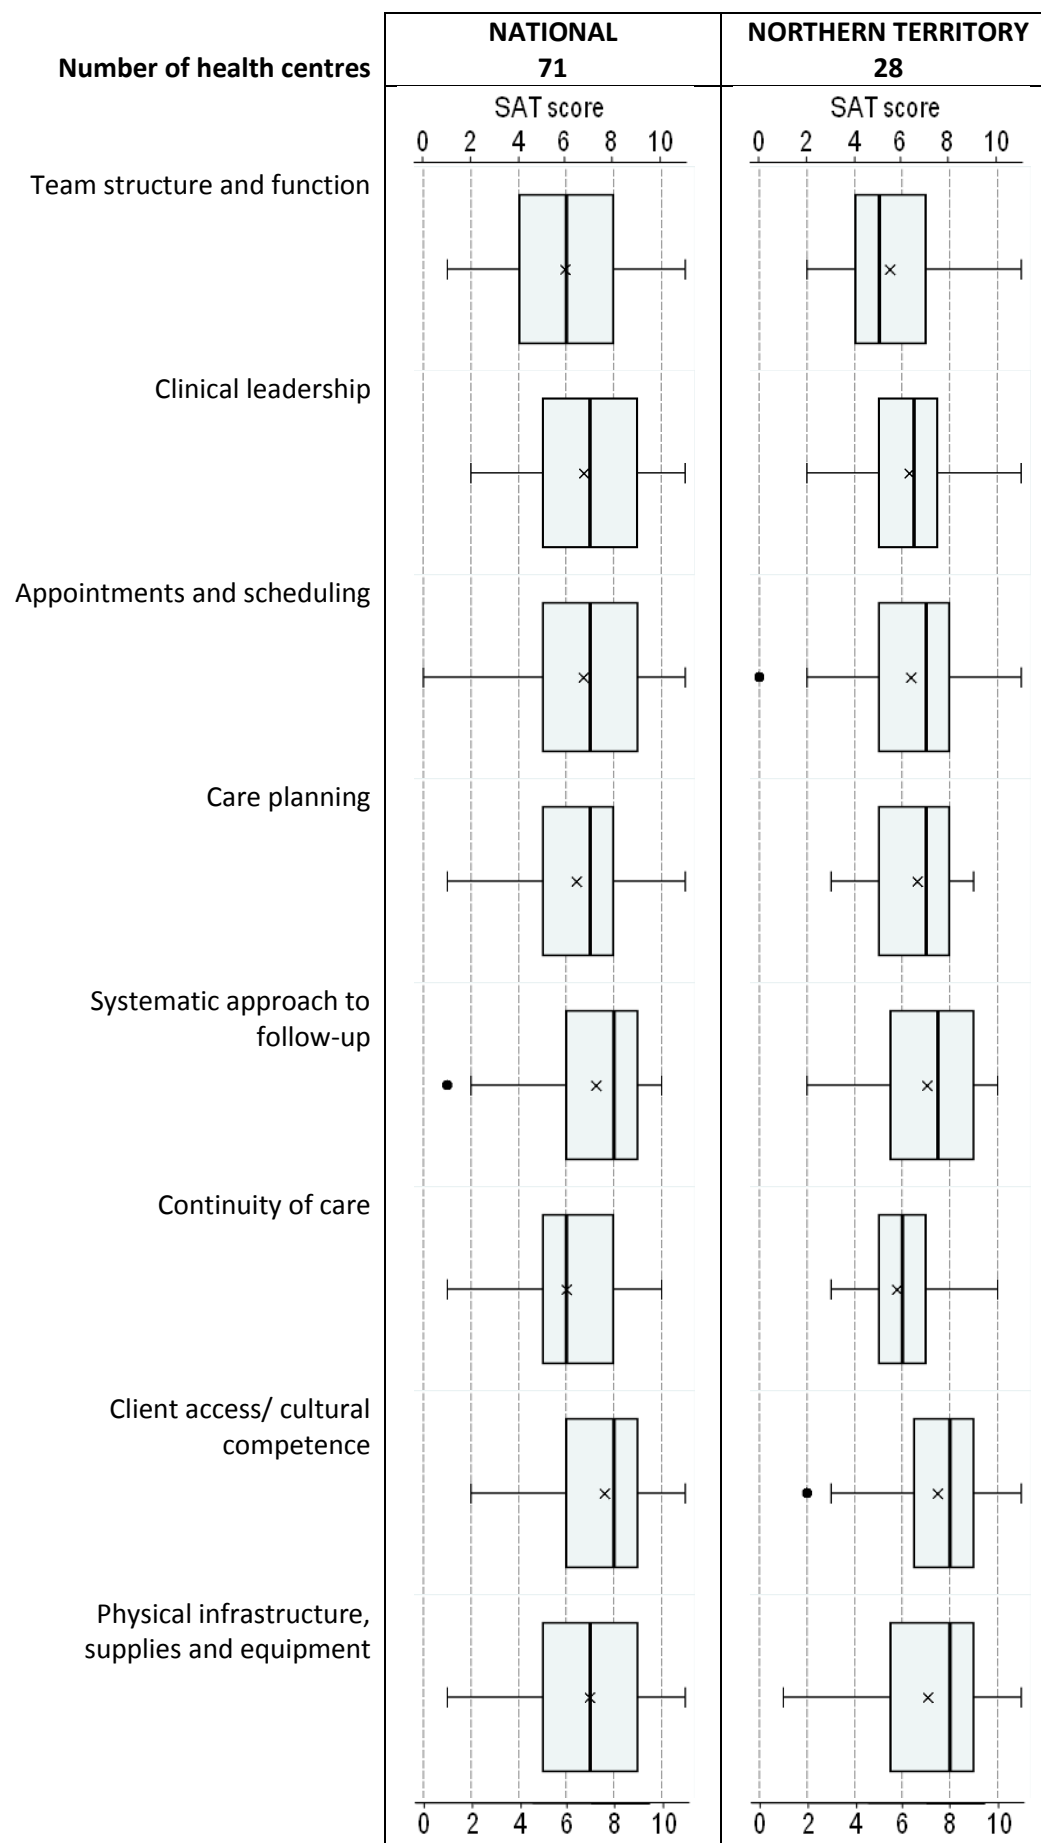 NATIONAL NORTHERN TERRITORY
Number of health centres 71 28
SAT score SAT score
0 2 4 6 8 10 0 2 4 6 8 10
Team structure and function
Clinical leadership
Appointments and scheduling
Care planning
Systematic approach to
follow-up
Continuity of care
Client access/ cultural
competence
Physical infrastructure,
supplies and equipment
0 2 4 6 8 10 0 2 4 6 8 10